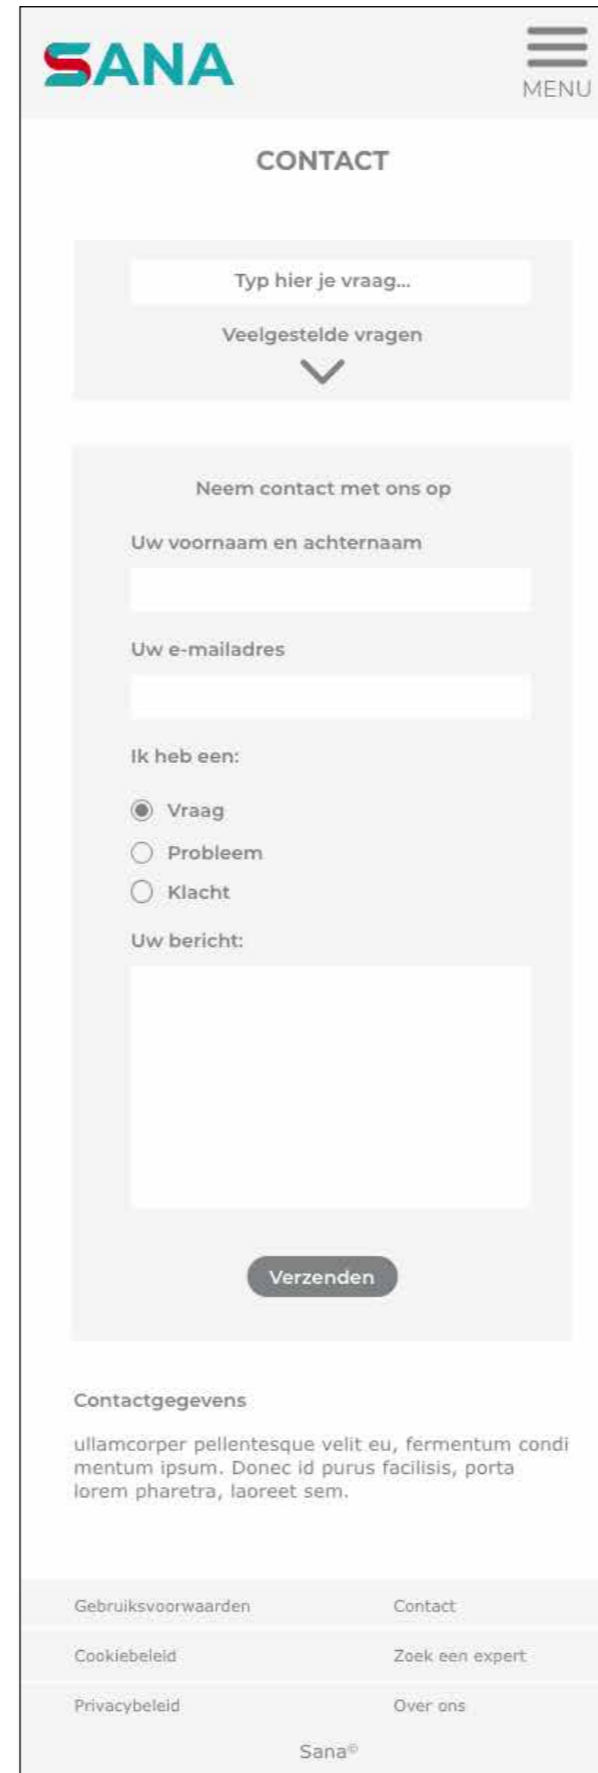 SANA
MENU
CONTACT
Typ hier je vraag...
Veelgestelde vragen
Neem contact met ons op
Uw voornaam en achternaam
Uw e-mailadres
Ik heb een:
Vraag
Probleem
Klacht
Uw bericht:
Verzenden
Contactgegevens
ullamcorper pellentesque velit eu, fermentum condi
mentum ipsum. Donec id purus facilisis, porta
lorem pharetra, laoreet sem.
Gebruiksvoorwaarden
Contact
Cookiebeleid
Zoek een expert
Privacybeleid
Over ons
Sana©